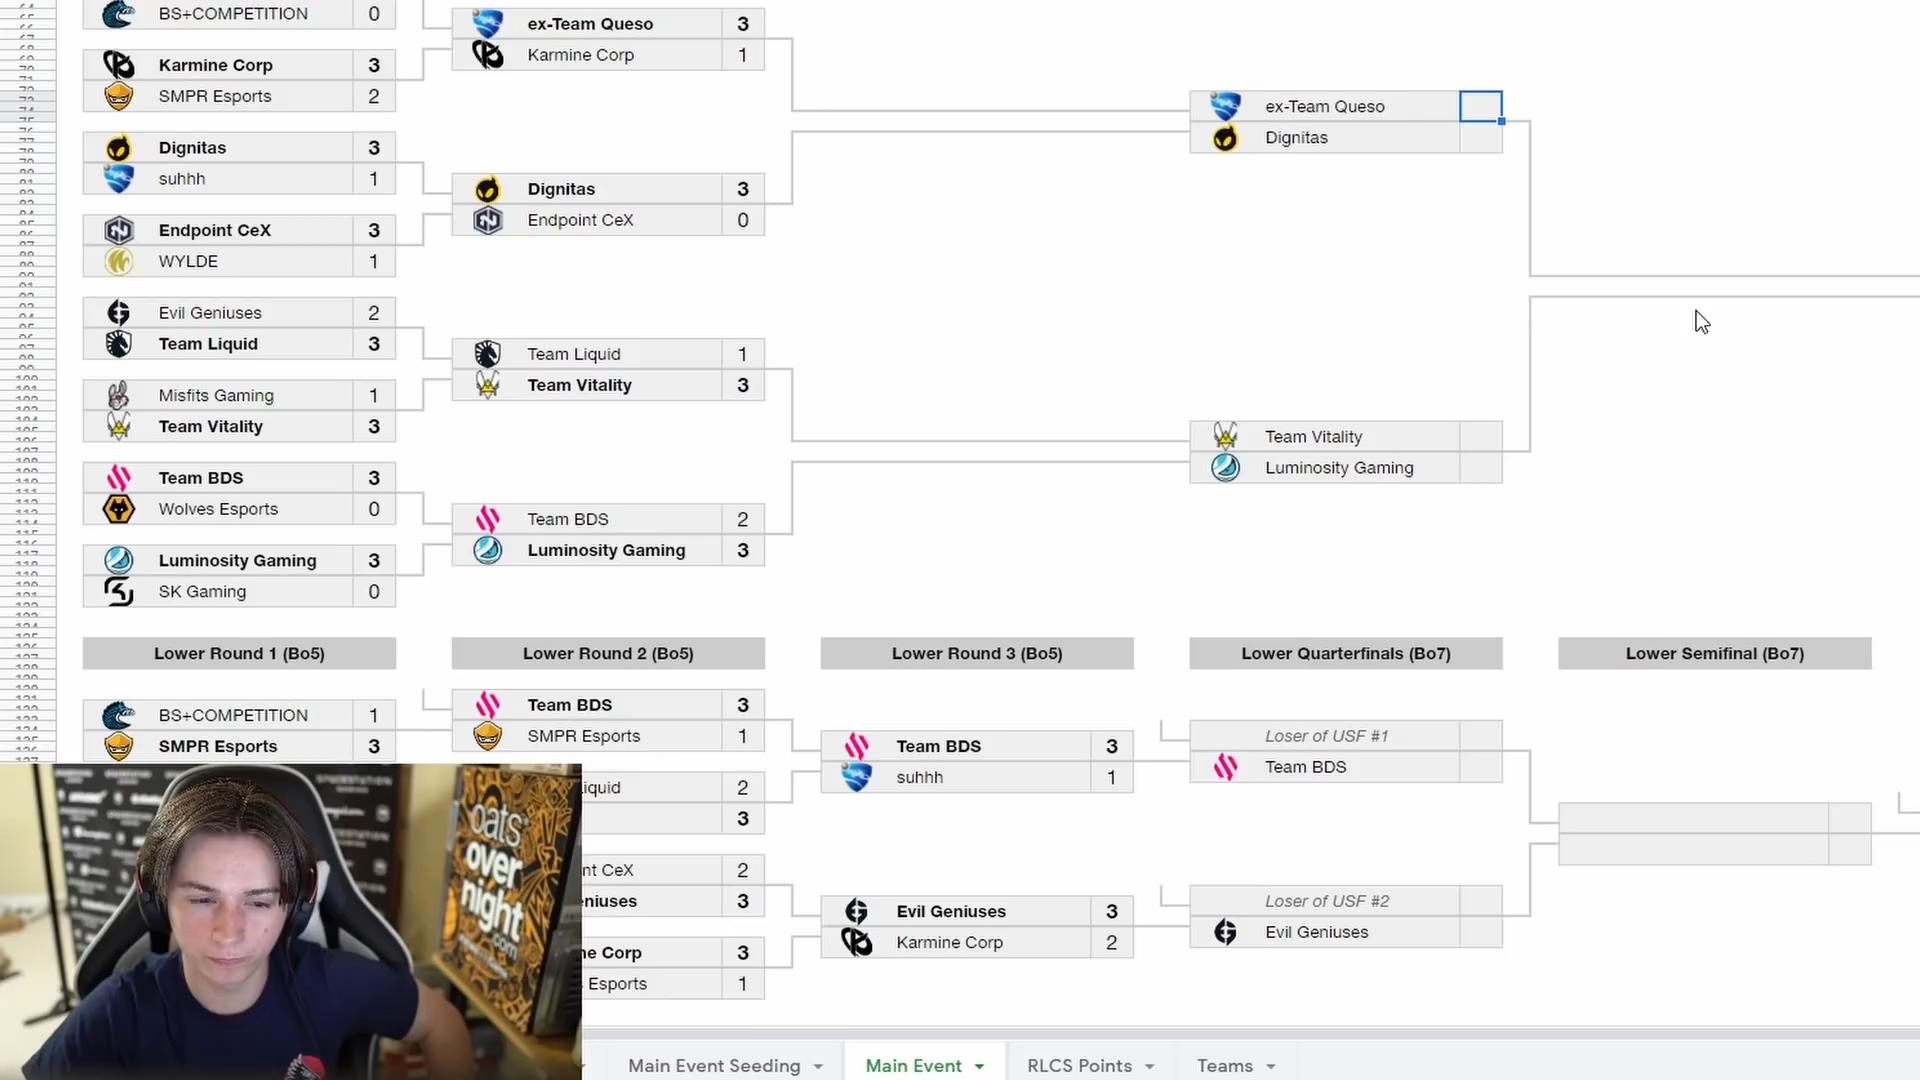 BS+COMPETITION 0
Karmine Corp 3
SMPR Esports 2
Dignitas 3
suhhh 1
Endpoint CeX 3
WYLDE 1
Evil Geniuses 2
Team Liquid 3
Misfits Gaming 1
Team Vitality 3
Team BDS 3
Wolves Esports 0
Luminosity Gaming 3
SK Gaming 0
ex-Team Queso 3
Karmine Corp 1
Dignitas 3
Endpoint CeX 0
Team Liquid 1
Team Vitality 3
Team BDS 2
Luminosity Gaming 3
ex-Team Queso
Dignitas
Team Vitality
Luminosity Gaming
Lower Round 1 (Bo5)
Lower Round 2 (Bo5)
Lower Round 3 (Bo5)
Lower Quarterfinals (Bo7)
Lower Semifinal (Bo7)
BS+COMPETITION 1
SMPR Esports 3
Team BDS 3
SMPR Esports 1
iquid 2
3
nt CeX 2
eniuses 3
ne Corp 3
Esports 1
Team BDS 3
suhhh 1
Evil Geniuses 3
Karmine Corp 2
Loser of USF #1
Team BDS
Loser of USF #2
Evil Geniuses
oats
over
night
.com
Main Event Seeding
Main Event
RLCS Points
Teams